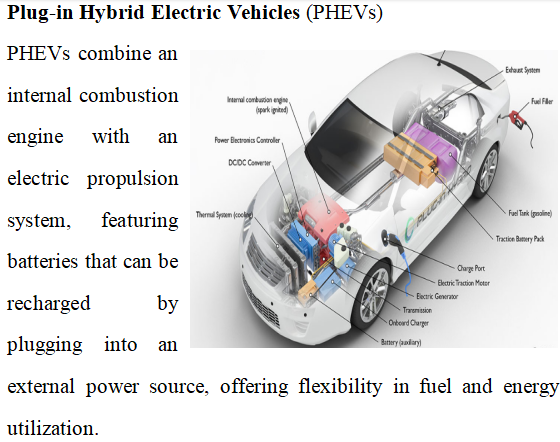 Plug-in Hybrid Electric Vehicles (PHEVs)
PHEVs combine an
internal combustion
engine with an
electric propulsion
system, featuring
batteries that can be
recharged by
plugging into an
external power source, offering flexibility in fuel and energy
utilization.
Exhaust System
Fuel Filler
Internal combustion engine
(spark ignited)
Power Electronics Controller
DC/DC Converter
Thermal System (cooling)
Fuel Tank (gasoline)
Traction Battery Pack
Charge Port
Electric Traction Motor
Electric Generator
Transmission
Onboard Charger
Battery (auxiliary)